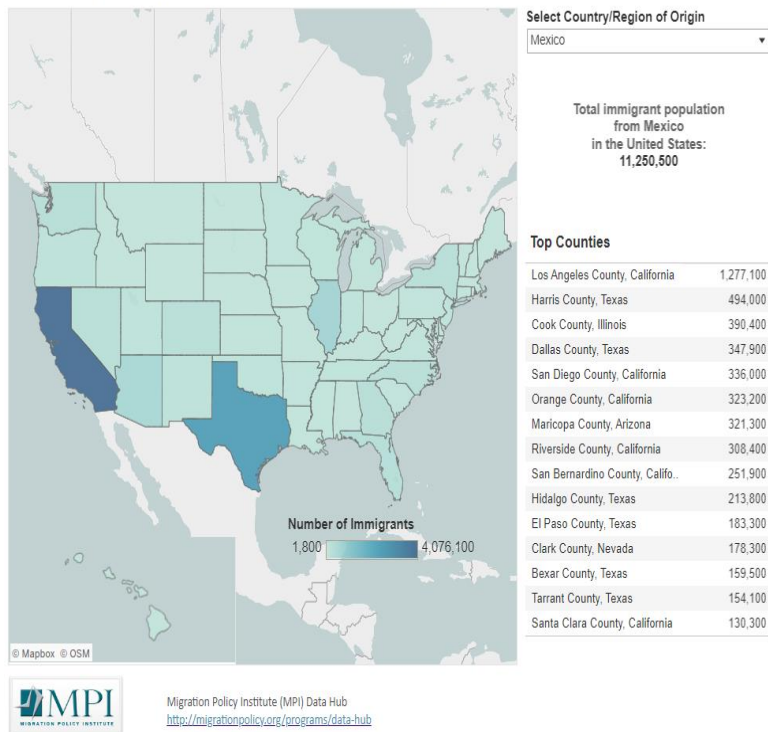 Select Country/Region of Origin
Mexico
Total immigrant population
from Mexico
in the United States:
11,250,500
Top Counties
Los Angeles County, California 1,277,100
Harris County, Texas 494,000
Cook County, Illinois 390,400
Dallas County, Texas 347,900
San Diego County, California 336,000
Orange County, California 323,200
Maricopa County, Arizona 321,300
Riverside County, California 308,400
San Bernardino County, Califo.. 251,900
Hidalgo County, Texas 213,800
El Paso County, Texas 183,300
Clark County, Nevada 178,300
Bexar County, Texas 159,500
Tarrant County, Texas 154,100
Santa Clara County, California 130,300
Number of Immigrants
1,800 4,076,100
© Mapbox © OSM
MPI
MIGRATION POLICY INSTITUTE
Migration Policy Institute (MPI) Data Hub
http://migrationpolicy.org/programs/data-hub